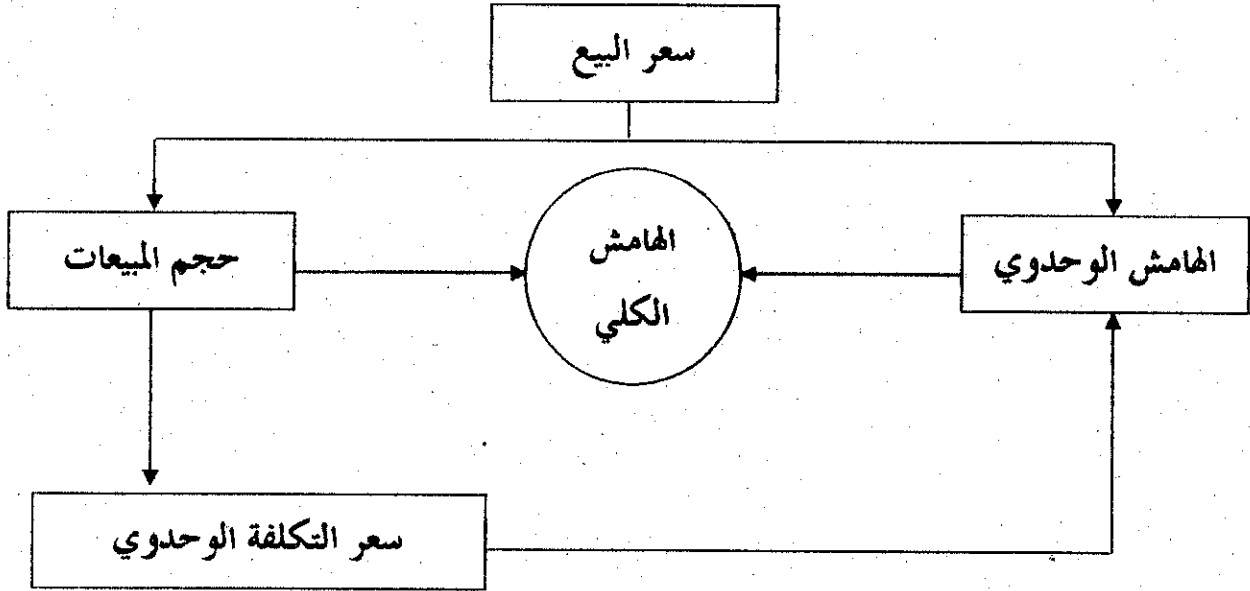 سعر البيع
الهامش الوحدوي
الهامش
الكلي
حجم المبيعات
سعر التكلفة الوحدوي